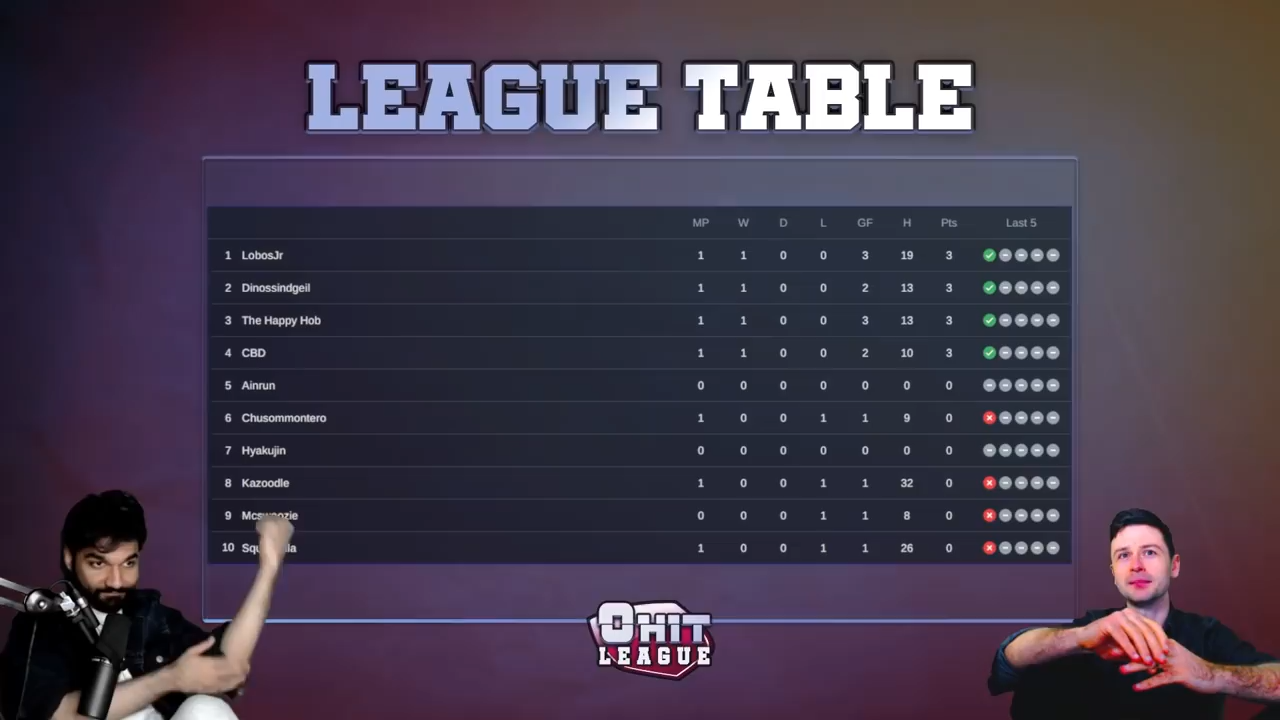 LEAGUE TABLE
MP W D L GF H Pts Last 5
1 LobosJr 1 1 0 0 3 19 3
2 Dinossindgeil 1 1 0 0 2 13 3
3 The Happy Hob 1 1 0 0 3 13 3
4 CBD 1 1 0 0 2 10 3
5 Ainrun 0 0 0 0 0 0 0
6 Chusommontero 1 0 0 1 1 9 0
7 Hyakujin 0 0 0 0 0 0 0
8 Kazoodle 1 0 0 1 1 32 0
9 0 0 0 1 1 8 0
10 1 0 0 1 1 26 0
0HIT
LEAGUE